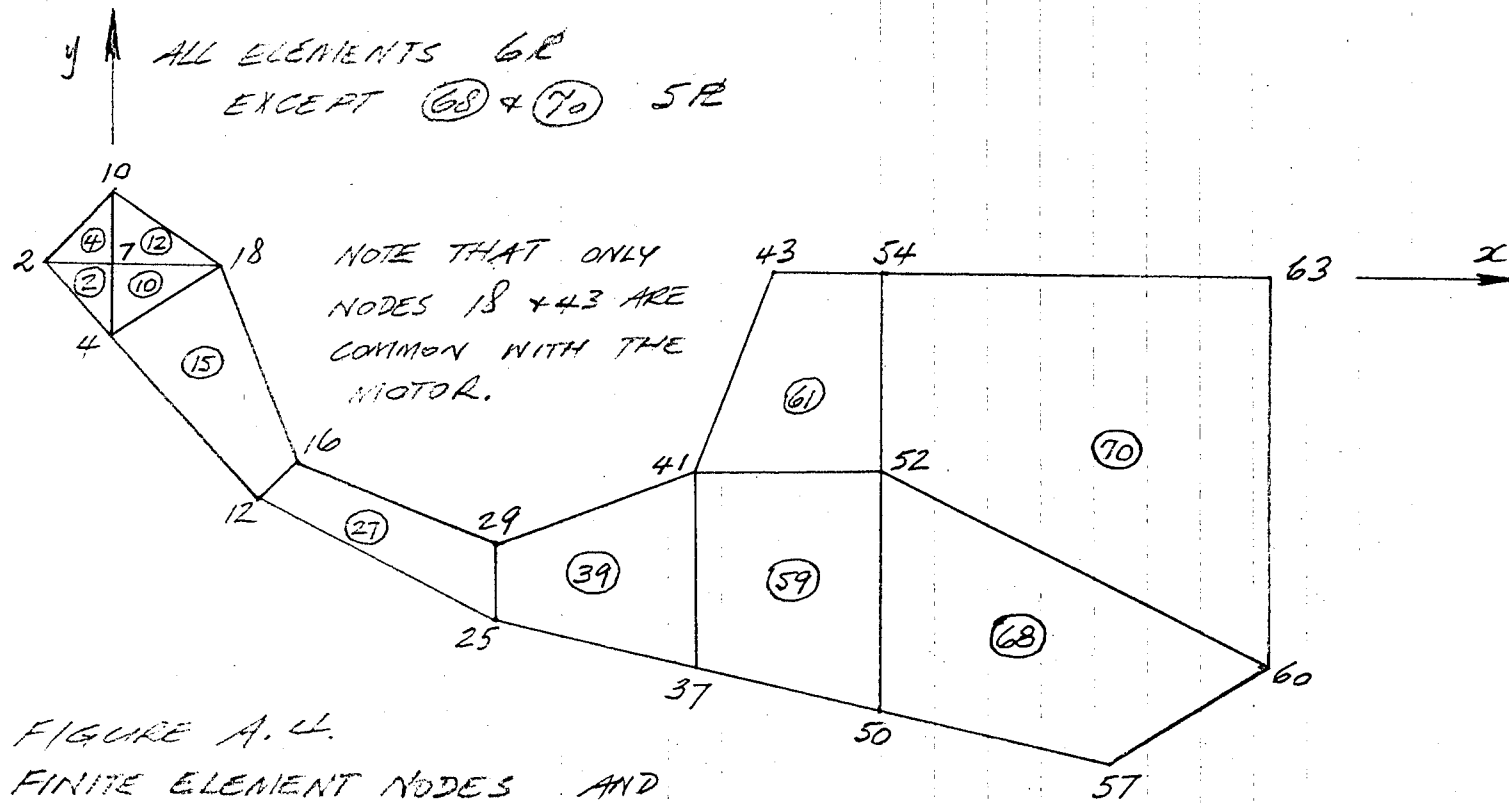 y ALL ELEMENTS 6PL
EXCEPT 68 & 70 5PL
10
2 4 7 12 18
2 10
4
15
NOTE THAT ONLY
NODES 18 & 43 ARE
COMMON WITH THE
MOTOR.
43 54 63 x
61
70
16
41 52
12 27 29
39 59
25
68
37 60
50
57
FIGURE A.4.
FINITE ELEMENT NODES AND